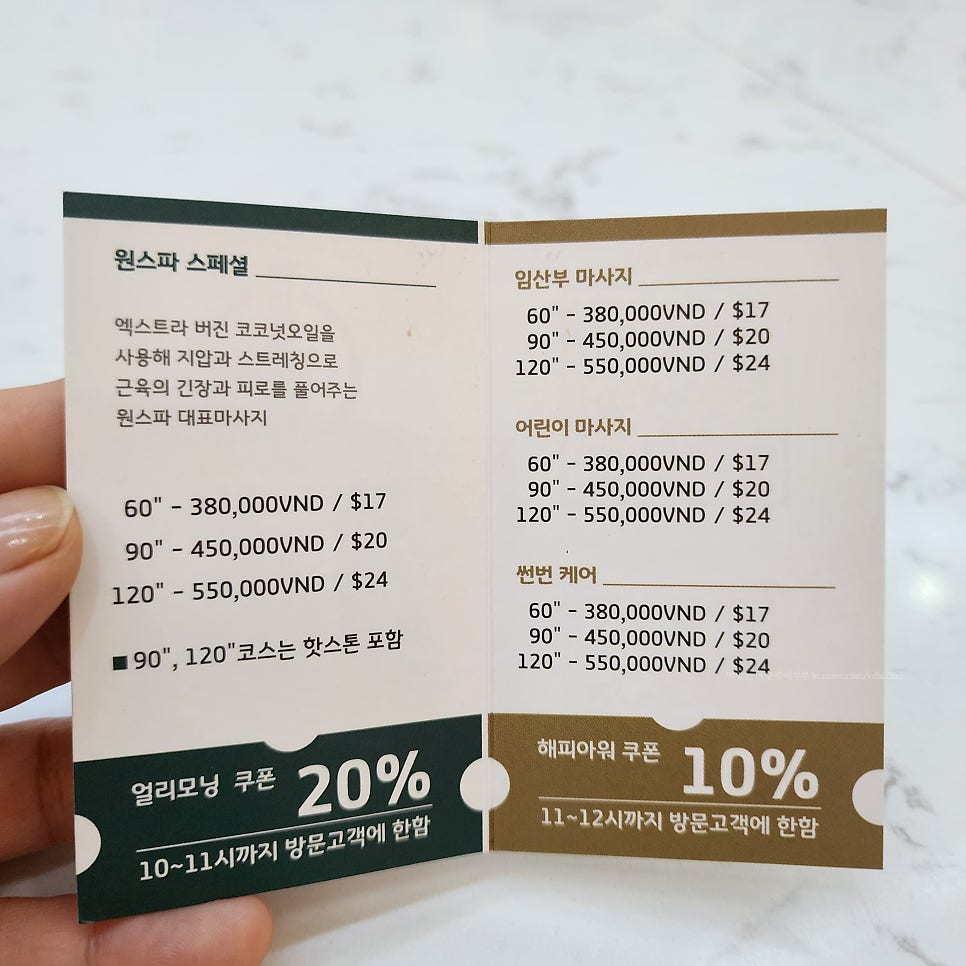 원스파 스페셜
엑스트라 버진 코코넛오일을
사용해 지압과 스트레칭으로
근육의 긴장과 피로를 풀어주는
원스파 대표마사지
60" - 380,000VND / $17
90" - 450,000VND / $20
120" - 550,000VND / $24
■ 90", 120"코스는 핫스톤 포함
얼리모닝 쿠폰 20%
10~11시까지 방문고객에 한함
임산부 마사지
60" - 380,000VND / $17
90" - 450,000VND / $20
120" - 550,000VND / $24
어린이 마사지
60" - 380,000VND / $17
90" - 450,000VND / $20
120" - 550,000VND / $24
썬번 케어
60" - 380,000VND / $17
90" - 450,000VND / $20
120" - 550,000VND / $24
해피아워 쿠폰 10%
11~12시까지 방문고객에 한함